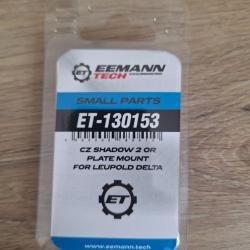 EEMANN
TECH
SMALL PARTS
ET-130153
CZ SHADOW 2 OR
PLATE MOUNT
FOR LEUPOLD DELTA
ET
www.eemann.tech